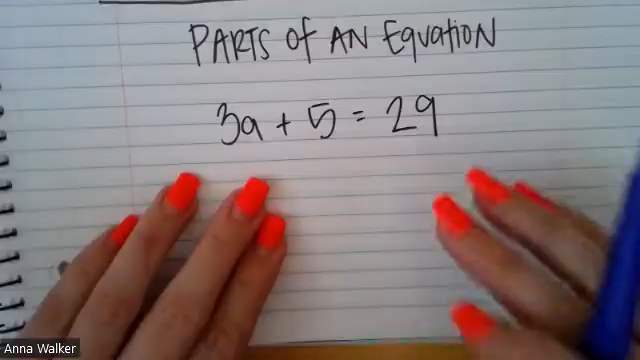 PARTS of AN EquATION
3a + 5 = 29
Anna Walker